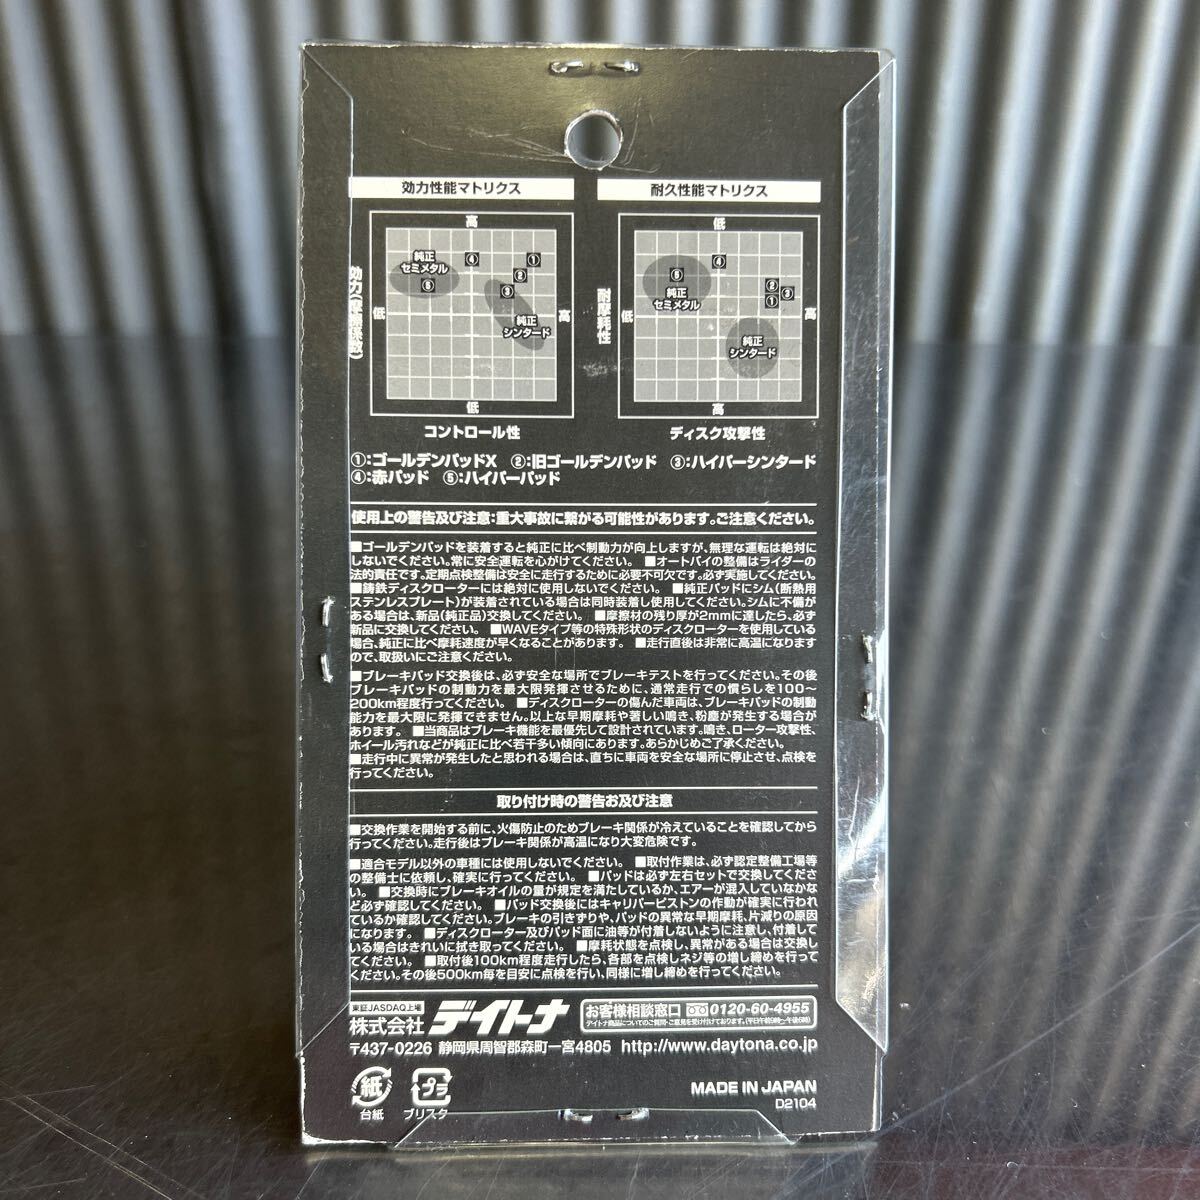 効力性能マトリクス
高
純正
セミメタル
④
①
②
⑤
③
純正
シンタード
低
高
低
コントロール性
耐久性能マトリクス
低
④
⑤
純正
セミメタル
②
①
③
耐摩耗性
低
高
純正
シンタード
高
ディスク攻撃性
①:ゴールデンパッドX ②:旧ゴールデンパッド ③:ハイパーシンタード
④:赤パッド ⑤:ハイパーパッド
使用上の警告及び注意:重大事故に繋がる可能性があります。ご注意ください。
■ゴールデンパッドを装着すると純正に比べ制動力が向上しますが、無理な運転は絶対に
しないでください。常に安全運転を心がけてください。 ■オートバイの整備はライダーの
法的責任です。定期点検整備は安全に走行するために必要不可欠です。必ず実施してください。
■鋳鉄ディスクローターには絶対に使用しないでください。 ■純正パッドにシム(断熱用
ステンレスプレート)が装着されている場合は同時装着し使用してください。シムに不備が
ある場合は、新品(純正品)交換してください。 ■摩擦材の残り厚が2mmに達したら、必ず
新品に交換してください。 ■WAVEタイプ等の特殊形状のディスクローターを使用している
場合、純正に比べ摩耗速度が早くなることがあります。 ■走行直後は非常に高温になります
ので、取扱いにご注意ください。
■ブレーキパッド交換後は、必ず安全な場所でブレーキテストを行ってください。その後
ブレーキパッドの制動力を最大限発揮させるために、通常走行での慣らしを100～
200km程度行ってください。 ■ディスクローターの傷んだ車両は、ブレーキパッドの制動
能力を最大限に発揮できません。以上な早期摩耗や著しい鳴き、粉塵が発生する場合が
あります。 ■当商品はブレーキ機能を最優先して設計されています。鳴き、ローター攻撃性、
ホイール汚れなどが純正に比べ若干多い傾向にあります。あらかじめご了承ください。
■走行中に異常が発生したと思われる場合は、直ちに車両を安全な場所に停止させ、点検を
行ってください。
取り付け時の警告お及び注意
■交換作業を開始する前に、火傷防止のためブレーキ関係が冷えていることを確認してから
行ってください。走行後はブレーキ関係が高温になり大変危険です。
■適合モデル以外の車種には使用しないでください。 ■取付作業は、必ず認定整備工場等
の整備士に依頼し、確実に行ってください。 ■パッドは必ず左右セットで交換してくださ
い。 ■交換時にブレーキオイルの量が規定を満たしているか、エアーが混入していなかな
ど必ず確認してください。 ■パッド交換後にはキャリパーピストンの作動が確実に行われ
ているか確認してください。ブレーキの引きずりや、パッドの異常な早期摩耗、片減りの原因
になります。 ■ディスクローター及びパッド面に油等が付着しないように注意し、付着して
ている場合はきれいに拭き取ってください。 ■摩耗状態を点検し、異常がある場合は交換し
てください。 ■取付後100km程度走行したら、各部を点検しネジ等の増し締めを行って
ください。その後500km毎を目安に点検を行い、同様に増し締めを行ってください。
東証JASDAQ上場
株式会社 デイトナ
お客様相談窓口 0120-60-4955
デイトナ商品についてのご質問・ご意見を受け付けております。(平日午前9時～午後6時)
〒437-0226 静岡県周智郡森町一宮4805 http://www.daytona.co.jp
紙
台紙
プラ
ブリスタ
MADE IN JAPAN
D2104